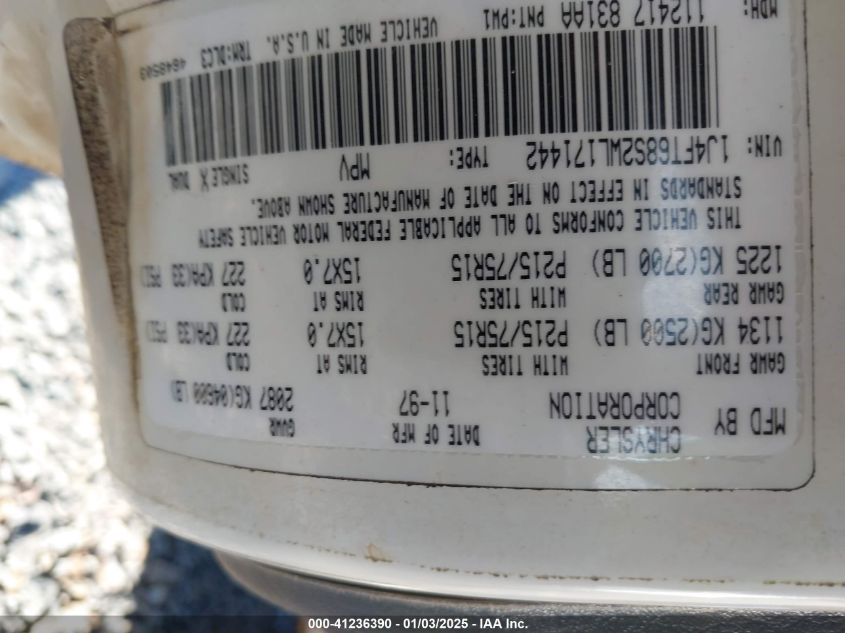 MFD BY CHRYSLER CORPORATION DATE OF MFR 11-97 GVWR 2087 KG(04600 LB)
GAWR FRONT WITH TIRES RIMS AT COLD
1134 KG(2500 LB) P215/75R15 15X7.0 227 KPA(33 PSI)
GAWR REAR WITH TIRES RIMS AT COLD
1225 KG(2700 LB) P215/75R15 15X7.0 227 KPA(33 PSI)
THIS VEHICLE CONFORMS TO ALL APPLICABLE FEDERAL MOTOR VEHICLE SAFETY
STANDARDS IN EFFECT ON THE DATE OF MANUFACTURE SHOWN ABOVE.
VIN: 1J4FT68S2WL171442 TYPE: MPV SINGLE X DUAL
MDH: 112417 831AA PNT:PW1 VEHICLE MADE IN U.S.A. TRM:DLC3 4648503
000-41236390 - 01/03/2025 - IAA Inc.